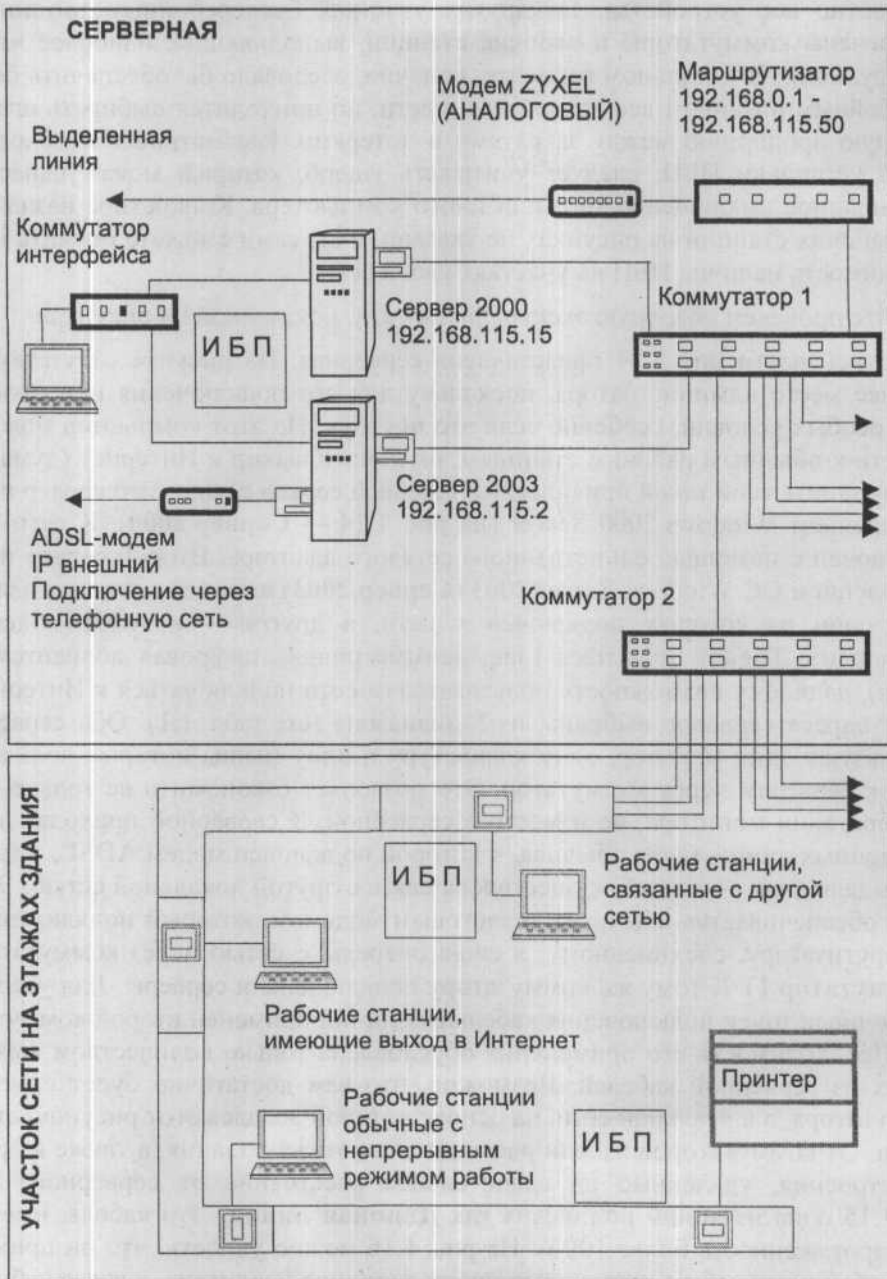 СЕРВЕРНАЯ
Модем ZYXEL
(АНАЛОГОВЫЙ)
Маршрутизатор
192.168.0.1-
192.168.115.50
Выделенная
линия
Коммутатор
интерфейса
ИБП
Сервер 2000
192.168.115.15
Коммутатор 1
Сервер 2003
192.168.115.2
ADSL-модем
IP внешний
Подключение через
телефонную сеть
Коммутатор 2
УЧАСТОК СЕТИ НА ЭТАЖАХ ЗДАНИЯ
ИБП
Рабочие станции,
связанные с другой
сетью
Рабочие станции,
имеющие выход в Интернет
Принтер
Рабочие станции
обычные с
непрерывным
режимом работы
ИБП